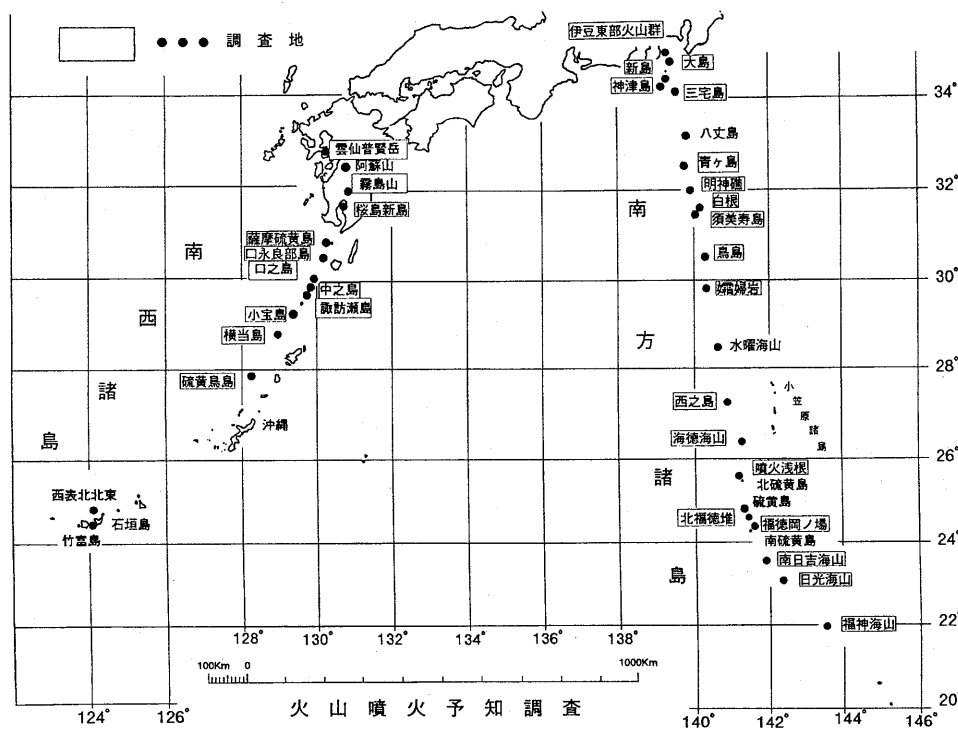 調査地
伊豆東部火山群
大島
新島
神津島
三宅島
34°
八丈島
雲仙普賢岳
阿蘇山
青ヶ島
霧島山
明神礁
32°
白根
桜島新島
須美寿島
南
薩摩硫黄島
南
口永良部島
鳥島
口之島
30°
中之島
孀婦岩
諏訪瀬島
小宝島
西
横当島
方
水曜海山
28°
硫黄鳥島
諸
西之島
小笠原諸島
沖縄
島
海徳海山
26°
諸
噴火浅根
北硫黄島
西表北北東
硫黄島
石垣島
北福徳堆
福徳岡ノ場
竹富島
南硫黄島
24°
南日吉海山
島
日光海山
福神海山
22°
128°
130°
132°
134°
136°
138°
100Km 0
1000Km
20
火山噴火予知調査
124°
126°
140°
142°
144°
146°